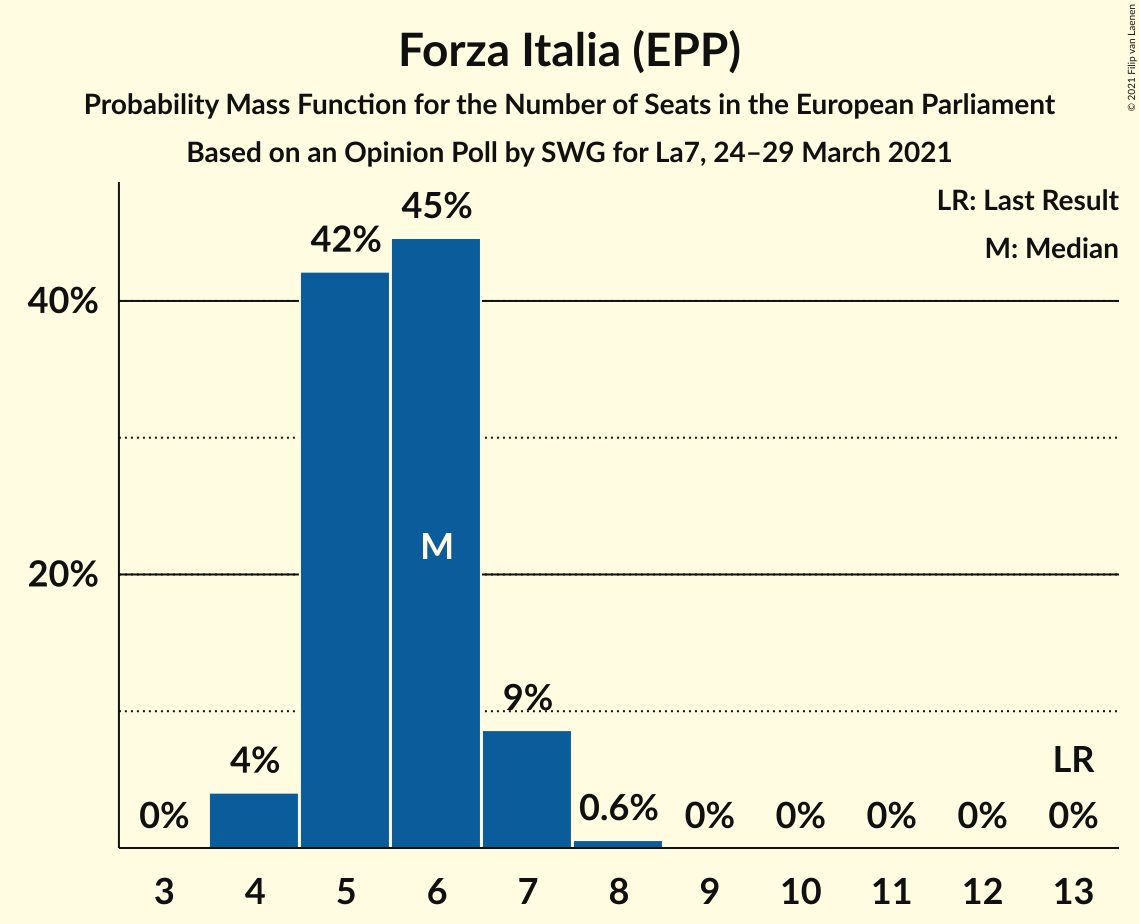 Forza Italia (EPP)
Probability Mass Function for the Number of Seats in the European Parliament
Based on an Opinion Poll by SWG for La7, 24–29 March 2021
© 2021 Filip van Laenen
LR: Last Result
M: Median
45%
42%
40%
M
20%
9%
4%
LR
0%
0.6%
0%
0%
0%
0%
0%
3 4 5 6 7 8 9 10 11 12 13